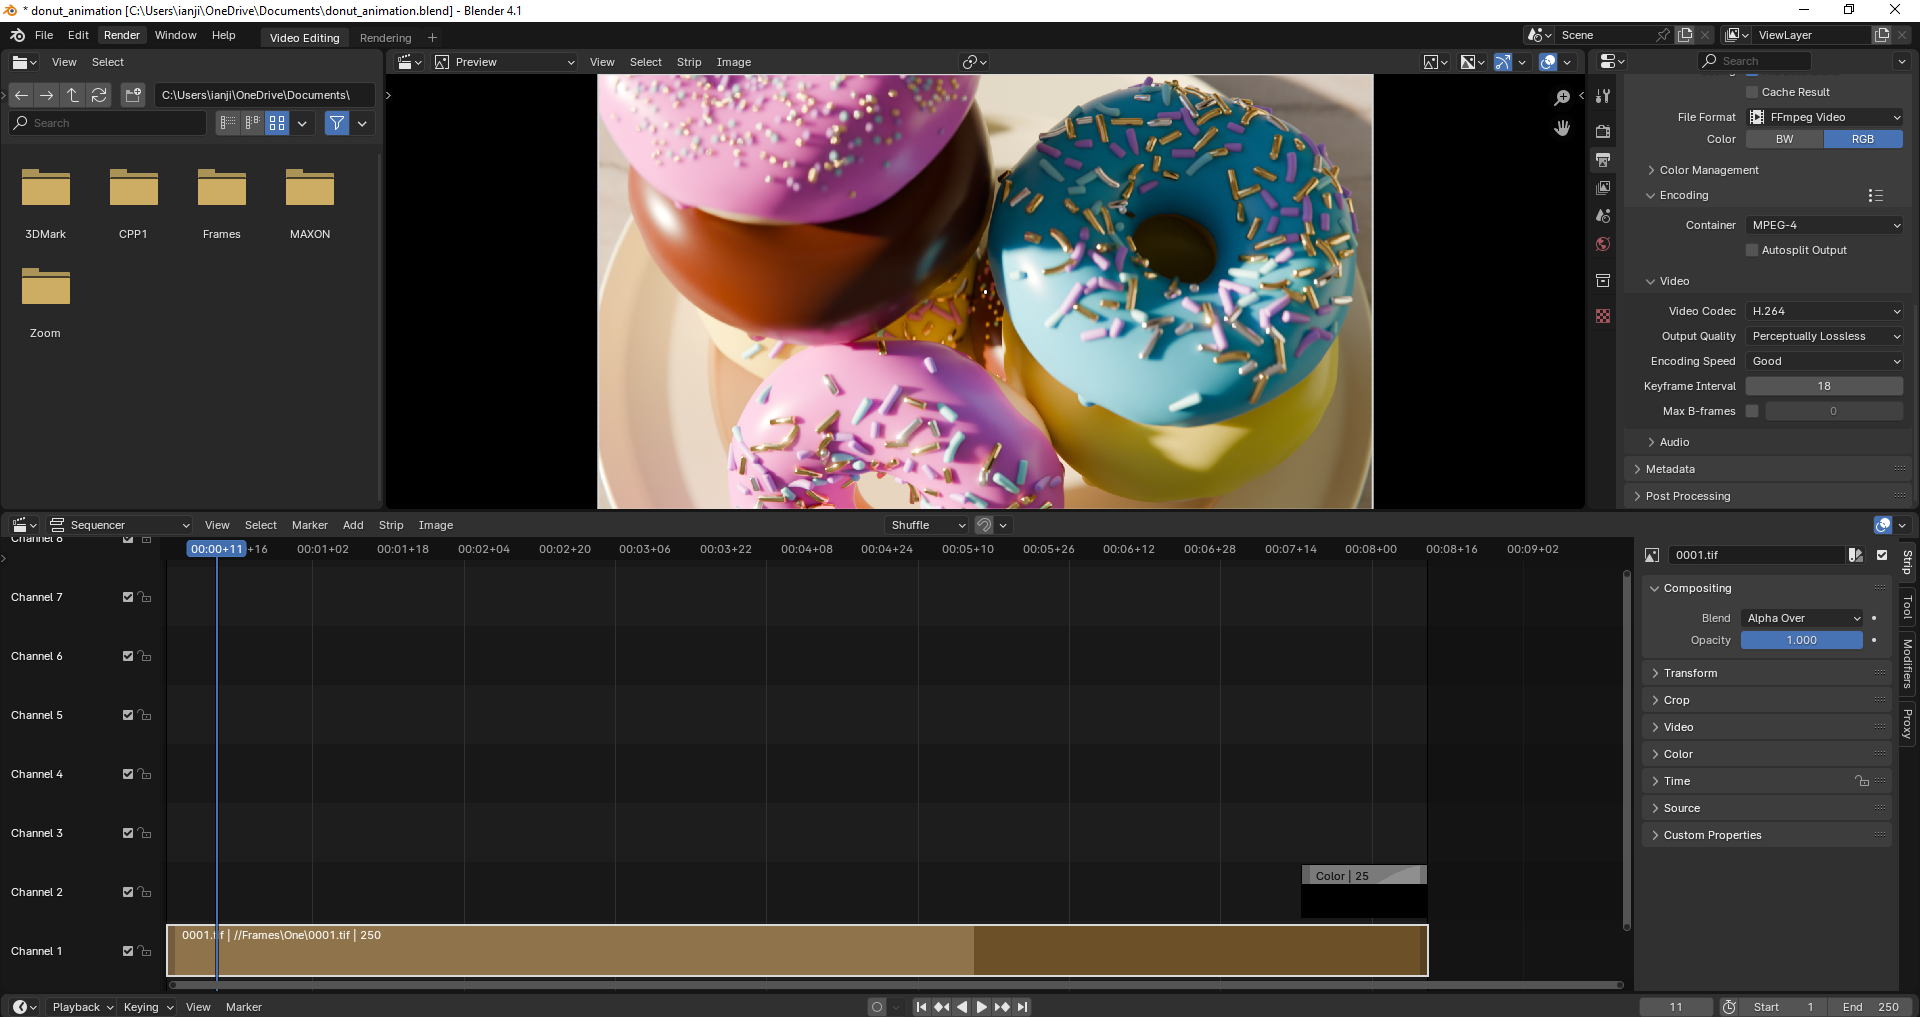 * donut_animation [C:\Users\ianji\OneDrive\Documents\donut_animation.blend] - Blender 4.1
File Edit Render Window Help Video Editing Rendering + Scene ViewLayer
View Select
Preview View Select Strip Image
Search
C:\Users\ianji\OneDrive\Documents\
Search
3DMark CPP1 Frames MAXON
Zoom
Cache Result
File Format FFmpeg Video
Color BW RGB
Color Management
Encoding
Container MPEG-4
Autosplit Output
Video
Video Codec H.264
Output Quality Perceptually Lossless
Encoding Speed Good
Keyframe Interval 18
Max B-frames 0
Audio
Metadata
Post Processing
Sequencer View Select Marker Add Strip Image Shuffle
Channel 8
00:00+11 +16 00:01+02 00:01+18 00:02+04 00:02+20 00:03+06 00:03+22 00:04+08 00:04+24 00:05+10 00:05+26 00:06+12 00:06+28 00:07+14 00:08+00 00:08+16 00:09+02
Channel 7
Channel 6
Channel 5
Channel 4
Channel 3
Channel 2
Color | 25
Channel 1
0001.tif | //Frames\One\0001.tif | 250
0001.tif
Compositing
Blend Alpha Over
Opacity 1.000
Transform
Crop
Video
Color
Time
Source
Custom Properties
Strip
Tool
Modifiers
Proxy
Playback Keying View Marker
11 Start 1 End 250